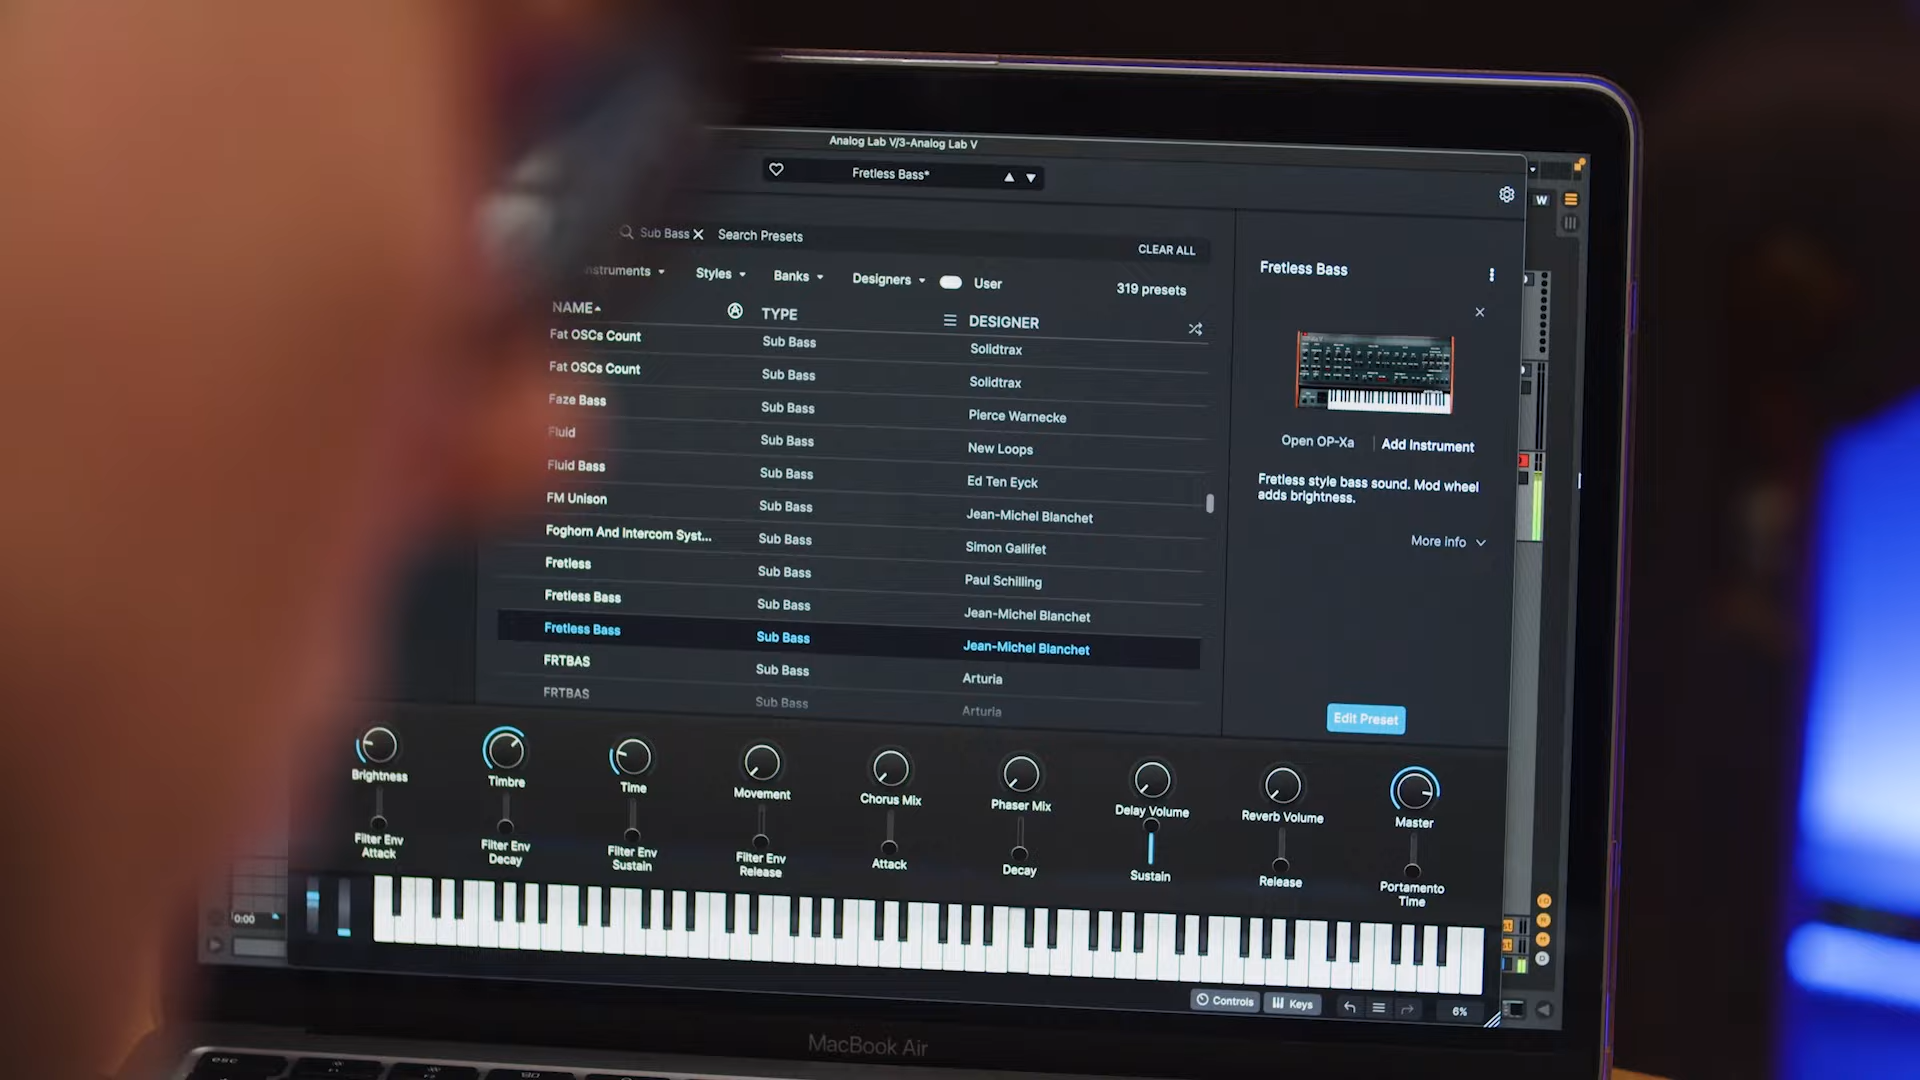 Analog Lab V/3-Analog Lab V
Fretless Bass*
W
Sub Bass Search Presets
CLEAR ALL
Instruments Styles Banks Designers User
319 presets
NAME TYPE DESIGNER
Fat OSCs Count Sub Bass Solidtrax
Fat OSCs Count Sub Bass Solidtrax
Faze Bass Sub Bass Pierce Warnecke
Fluid Sub Bass New Loops
Fluid Bass Sub Bass Ed Ten Eyck
FM Unison Sub Bass Jean-Michel Blanchet
Foghorn And Intercom Syst... Sub Bass Simon Gallifet
Fretless Sub Bass Paul Schilling
Fretless Bass Sub Bass Jean-Michel Blanchet
Fretless Bass Sub Bass Jean-Michel Blanchet
FRTBAS Sub Bass Arturia
FRTBAS Sub Bass Arturia
Fretless Bass
Open OP-Xa Add Instrument
Fretless style bass sound. Mod wheel
adds brightness.
More info
Edit Preset
Brightness Timbre Time Movement Chorus Mix Phaser Mix Delay Volume Reverb Volume Master
Filter Env
Attack
Filter Env
Decay
Filter Env
Sustain
Filter Env
Release
Attack
Decay
Sustain
Release
Portamento
Time
0:00
Controls Keys 6%
MacBook Air
esc